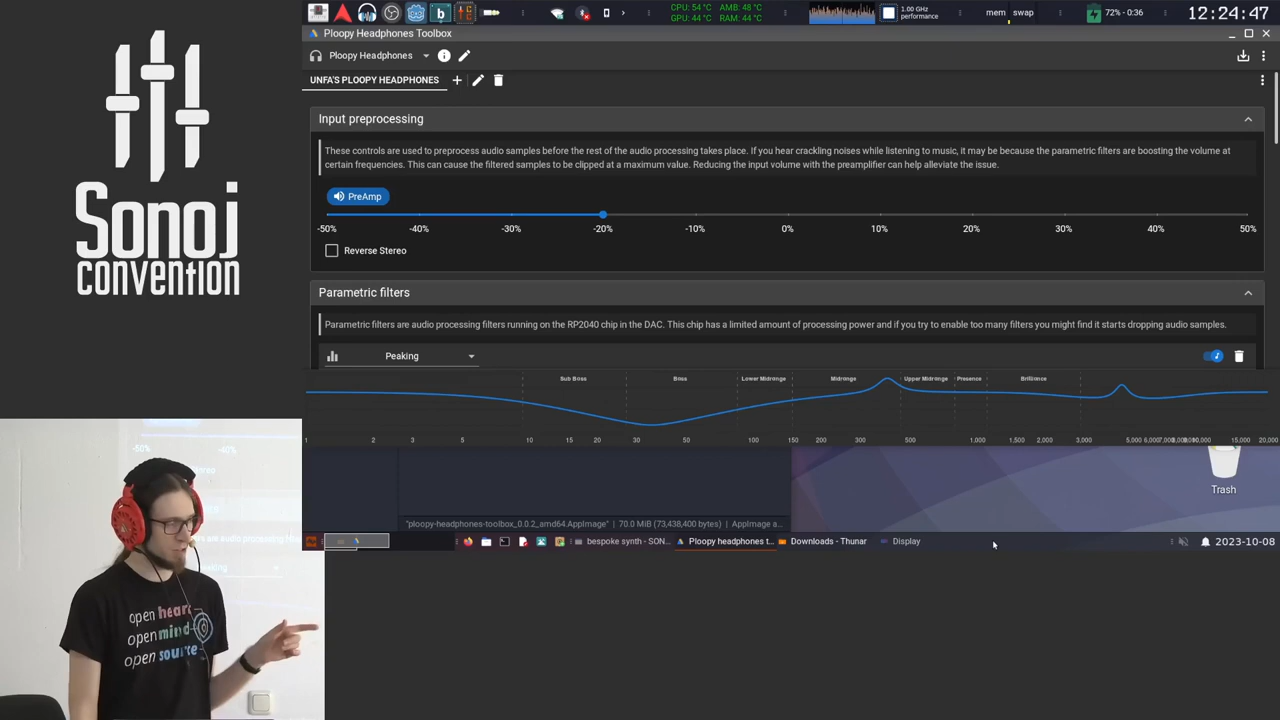 CPU: 54 °C AMB: 48 °C
GPU: 44 °C RAM: 44 °C
1.00 GHz
performance
mem swap
72% - 0:36
12:24:47
Ploopy Headphones Toolbox
Ploopy Headphones
UNFA'S PLOOPY HEADPHONES
Input preprocessing
These controls are used to preprocess audio samples before the rest of the audio processing takes place. If you hear crackling noises while listening to music, it may be because the parametric filters are boosting the volume at
certain frequencies. This can cause the filtered samples to be clipped at a maximum value. Reducing the input volume with the preamplifier can help alleviate the issue.
PreAmp
-50% -40% -30% -20% -10% 0% 10% 20% 30% 40% 50%
Reverse Stereo
Parametric filters
Parametric filters are audio processing filters running on the RP2040 chip in the DAC. This chip has a limited amount of processing power and if you try to enable too many filters you might find it starts dropping audio samples.
Peaking
Sub Bass Bass Lower Midrange Midrange Upper Midrange Presence Brilliance
1 2 3 5 10 15 20 30 50 100 150 200 300 500 1,000 1,500 2,000 3,000 5,000 15,000 20,000
Trash
"ploopy-headphones-toolbox_0.0.2_amd64.AppImage" | 70.0 MiB (73,438,400 bytes) | AppImage a...
bespoke synth - SON... Ploopy headphones t... Downloads - Thunar Display
2023-10-08
Sonoj
convention
-50% -40%
open heart
open mind
open source